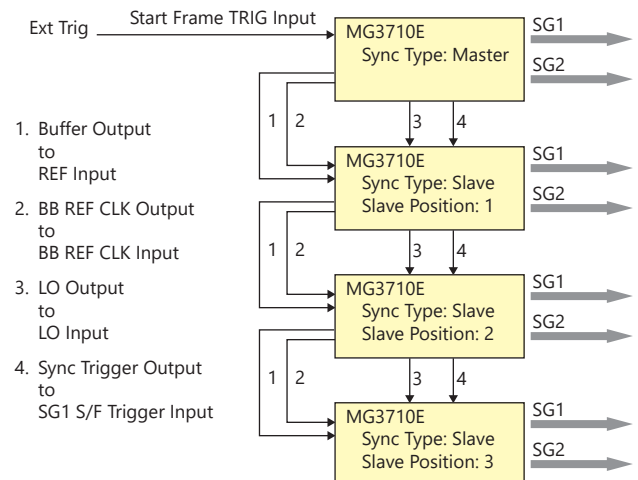 Ext Trig
Start Frame TRIG Input
MG3710E
Sync Type: Master
SG1
SG2
1. Buffer Output
to
REF Input
2. BB REF CLK Output
to
BB REF CLK Input
3. LO Output
to
LO Input
4. Sync Trigger Output
to
SG1 S/F Trigger Input
1 2 3 4
MG3710E
Sync Type: Slave
Slave Position: 1
SG1
SG2
1 2 3 4
MG3710E
Sync Type: Slave
Slave Position: 2
SG1
SG2
1 2 3 4
MG3710E
Sync Type: Slave
Slave Position: 3
SG1
SG2